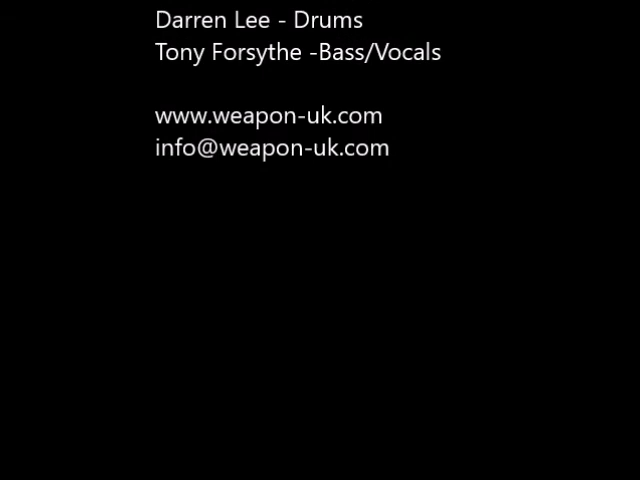 Darren Lee - Drums
Tony Forsythe -Bass/Vocals
www.weapon-uk.com
info@weapon-uk.com